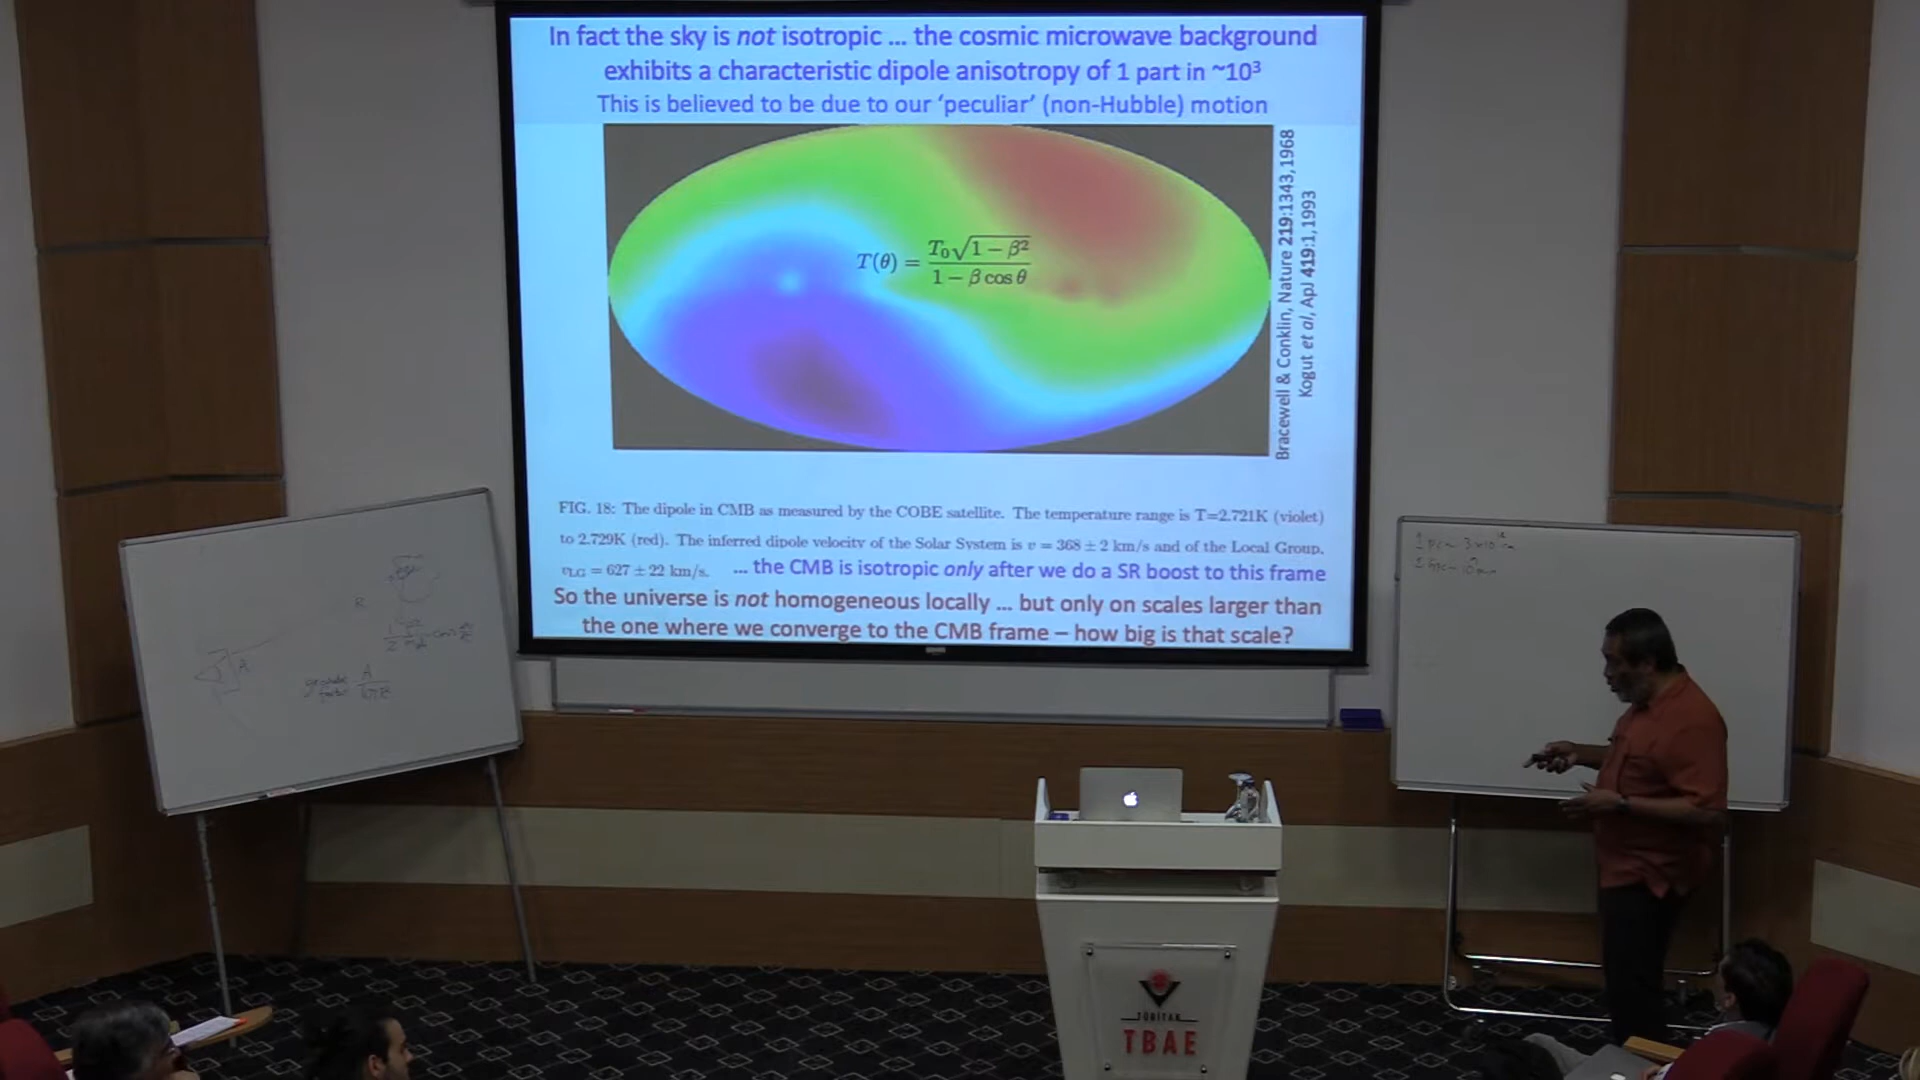 In fact the sky is not isotropic ... the cosmic microwave background
exhibits a characteristic dipole anisotropy of 1 part in ~10³
This is believed to be due to our ‘peculiar’ (non-Hubble) motion
T(θ) = T₀√(1 − β²) / (1 − β cos θ)
Bracewell & Conklin, Nature 219:1343,1968
Kogut et al, ApJ 419:1,1993
FIG. 18: The dipole in CMB as measured by the COBE satellite. The temperature range is T=2.721K (violet)
to 2.729K (red). The inferred dipole velocity of the Solar System is v = 368 ± 2 km/s and of the Local Group,
v_LG = 627 ± 22 km/s. ... the CMB is isotropic only after we do a SR boost to this frame
So the universe is not homogeneous locally ... but only on scales larger than
the one where we converge to the CMB frame – how big is that scale?
R
A
A
TÜBİTAK
TBAE